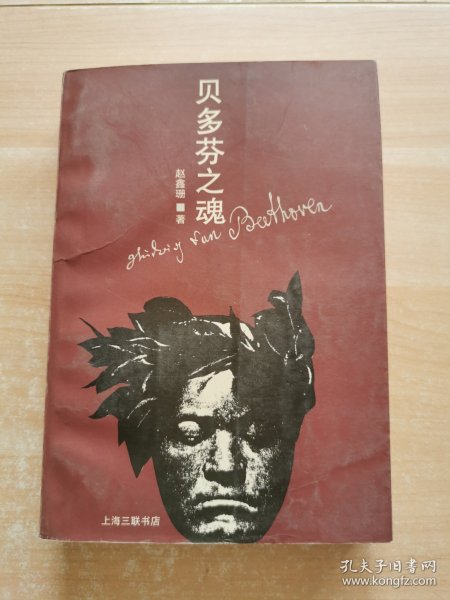 贝多芬之魂
赵鑫珊■著
Ludwig van Beethoven
上海三联书店
孔夫子旧书网
www.kongfz.com